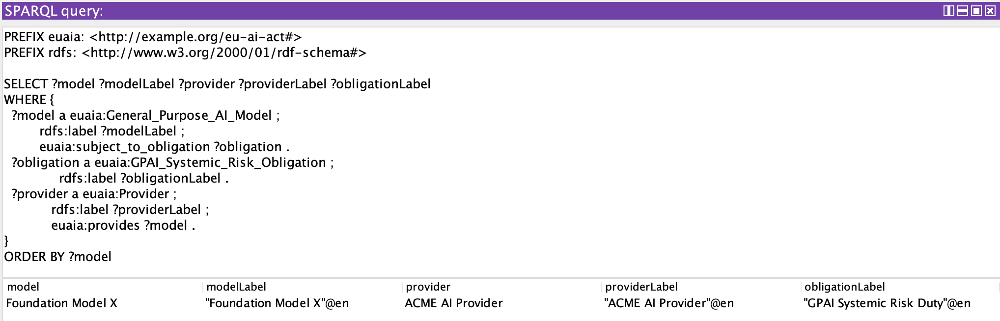 SPARQL query:
PREFIX euaia: <http://example.org/eu-ai-act#>
PREFIX rdfs: <http://www.w3.org/2000/01/rdf-schema#>
SELECT ?model ?modelLabel ?provider ?providerLabel ?obligationLabel
WHERE {
?model a euaia:General_Purpose_AI_Model ;
rdfs:label ?modelLabel ;
euaia:subject_to_obligation ?obligation .
?obligation a euaia:GPAI_Systemic_Risk_Obligation ;
rdfs:label ?obligationLabel .
?provider a euaia:Provider ;
rdfs:label ?providerLabel ;
euaia:provides ?model .
}
ORDER BY ?model
model modelLabel provider providerLabel obligationLabel
Foundation Model X "Foundation Model X"@en ACME AI Provider "ACME AI Provider"@en "GPAI Systemic Risk Duty"@en